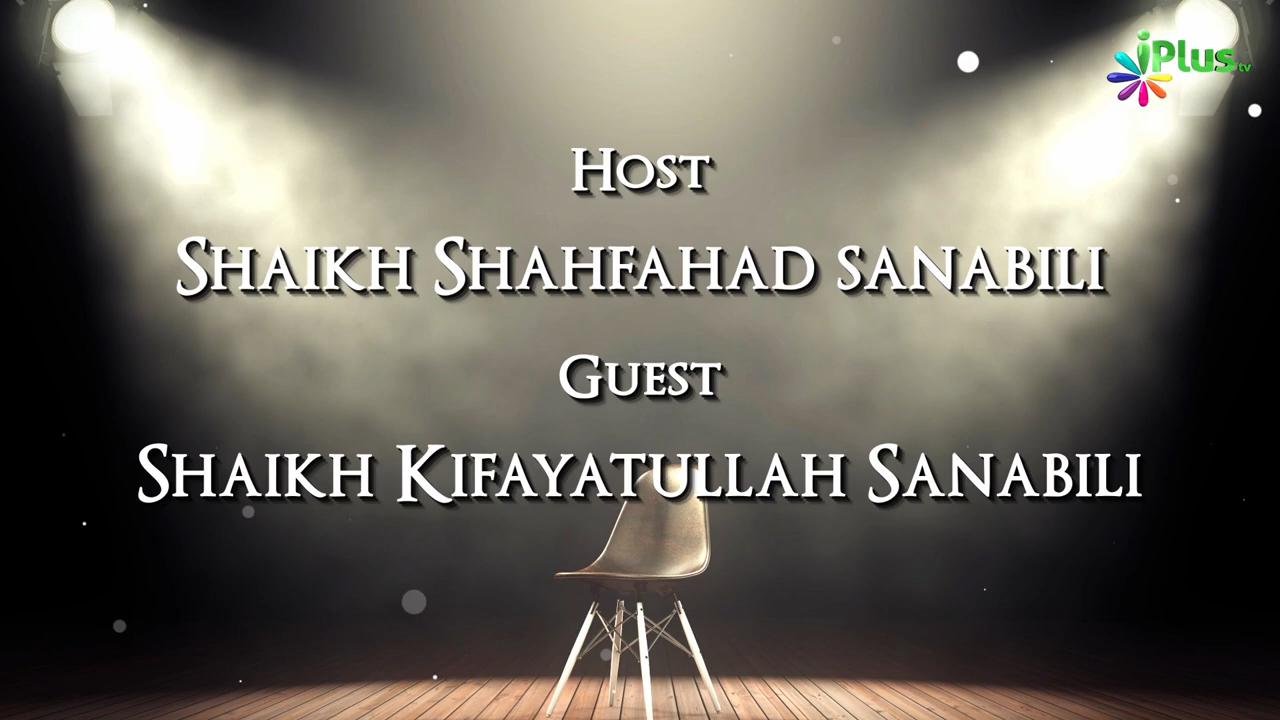 iPlus tv
Host
Shaikh Shahfahad sanabili
Guest
Shaikh Kifayatullah Sanabili